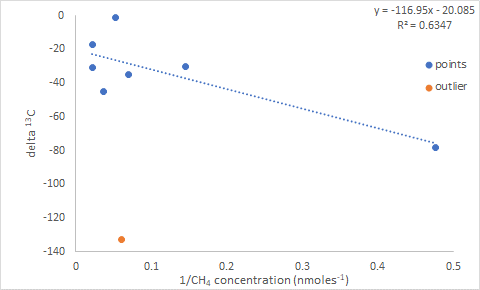 y = -116.95x - 20.085
R² = 0.6347
0
-20
-40
-60
-80
-100
-120
-140
delta ¹³C
points
outlier
0 0.1 0.2 0.3 0.4 0.5
1/CH₄ concentration (nmoles⁻¹)